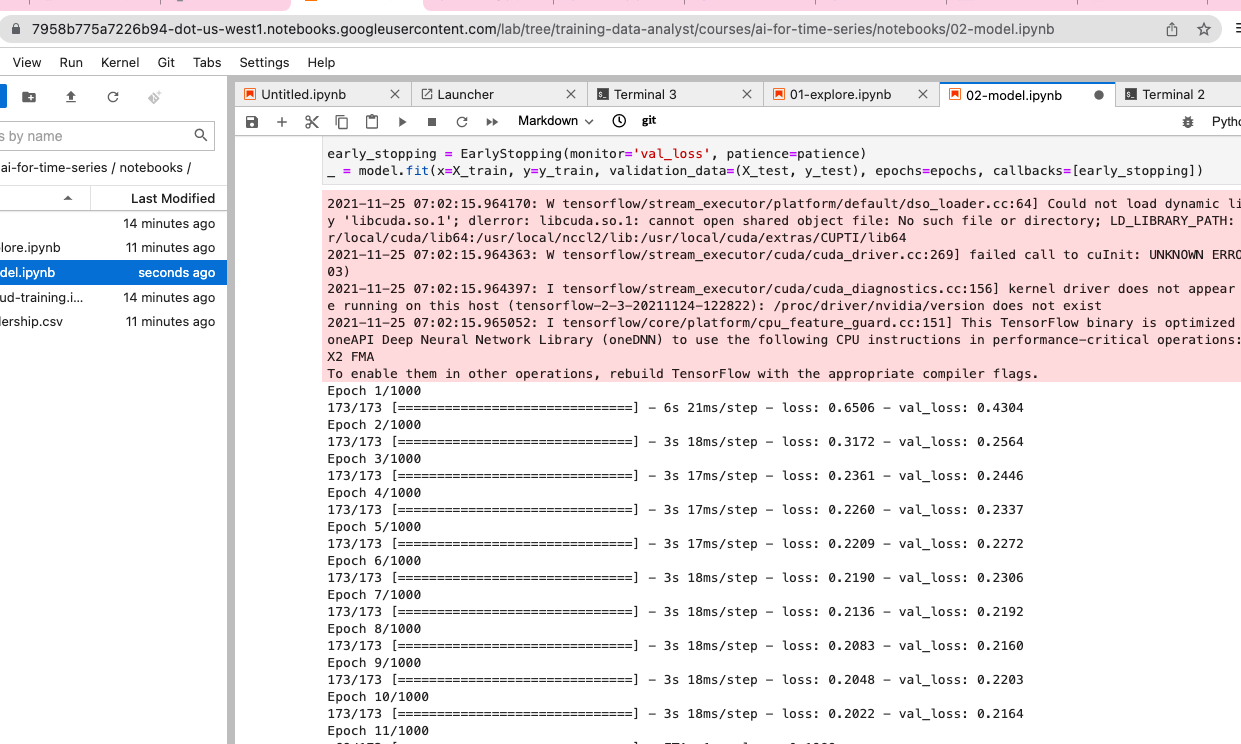 7958b775a7226b94-dot-us-west1.notebooks.googleusercontent.com/lab/tree/training-data-analyst/courses/ai-for-time-series/notebooks/02-model.ipynb
View Run Kernel Git Tabs Settings Help
Untitled.ipynb Launcher Terminal 3 01-explore.ipynb 02-model.ipynb Terminal 2
Markdown git
s by name
ai-for-time-series / notebooks /
Last Modified
14 minutes ago
lore.ipynb 11 minutes ago
del.ipynb seconds ago
ud-training.i... 14 minutes ago
lership.csv 11 minutes ago
early_stopping = EarlyStopping(monitor='val_loss', patience=patience)
_ = model.fit(x=X_train, y=y_train, validation_data=(X_test, y_test), epochs=epochs, callbacks=[early_stopping])
2021-11-25 07:02:15.964170: W tensorflow/stream_executor/platform/default/dso_loader.cc:64] Could not load dynamic li
y 'libcuda.so.1'; dlerror: libcuda.so.1: cannot open shared object file: No such file or directory; LD_LIBRARY_PATH:
r/local/cuda/lib64:/usr/local/nccl2/lib:/usr/local/cuda/extras/CUPTI/lib64
2021-11-25 07:02:15.964363: W tensorflow/stream_executor/cuda/cuda_driver.cc:269] failed call to cuInit: UNKNOWN ERRO
03)
2021-11-25 07:02:15.964397: I tensorflow/stream_executor/cuda/cuda_diagnostics.cc:156] kernel driver does not appear
e running on this host (tensorflow-2-3-20211124-122822): /proc/driver/nvidia/version does not exist
2021-11-25 07:02:15.965052: I tensorflow/core/platform/cpu_feature_guard.cc:151] This TensorFlow binary is optimized
oneAPI Deep Neural Network Library (oneDNN) to use the following CPU instructions in performance-critical operations:
X2 FMA
To enable them in other operations, rebuild TensorFlow with the appropriate compiler flags.
Epoch 1/1000
173/173 [==============================] - 6s 21ms/step - loss: 0.6506 - val_loss: 0.4304
Epoch 2/1000
173/173 [==============================] - 3s 18ms/step - loss: 0.3172 - val_loss: 0.2564
Epoch 3/1000
173/173 [==============================] - 3s 17ms/step - loss: 0.2361 - val_loss: 0.2446
Epoch 4/1000
173/173 [==============================] - 3s 17ms/step - loss: 0.2260 - val_loss: 0.2337
Epoch 5/1000
173/173 [==============================] - 3s 17ms/step - loss: 0.2209 - val_loss: 0.2272
Epoch 6/1000
173/173 [==============================] - 3s 18ms/step - loss: 0.2190 - val_loss: 0.2306
Epoch 7/1000
173/173 [==============================] - 3s 18ms/step - loss: 0.2136 - val_loss: 0.2192
Epoch 8/1000
173/173 [==============================] - 3s 18ms/step - loss: 0.2083 - val_loss: 0.2160
Epoch 9/1000
173/173 [==============================] - 3s 18ms/step - loss: 0.2048 - val_loss: 0.2203
Epoch 10/1000
173/173 [==============================] - 3s 18ms/step - loss: 0.2022 - val_loss: 0.2164
Epoch 11/1000